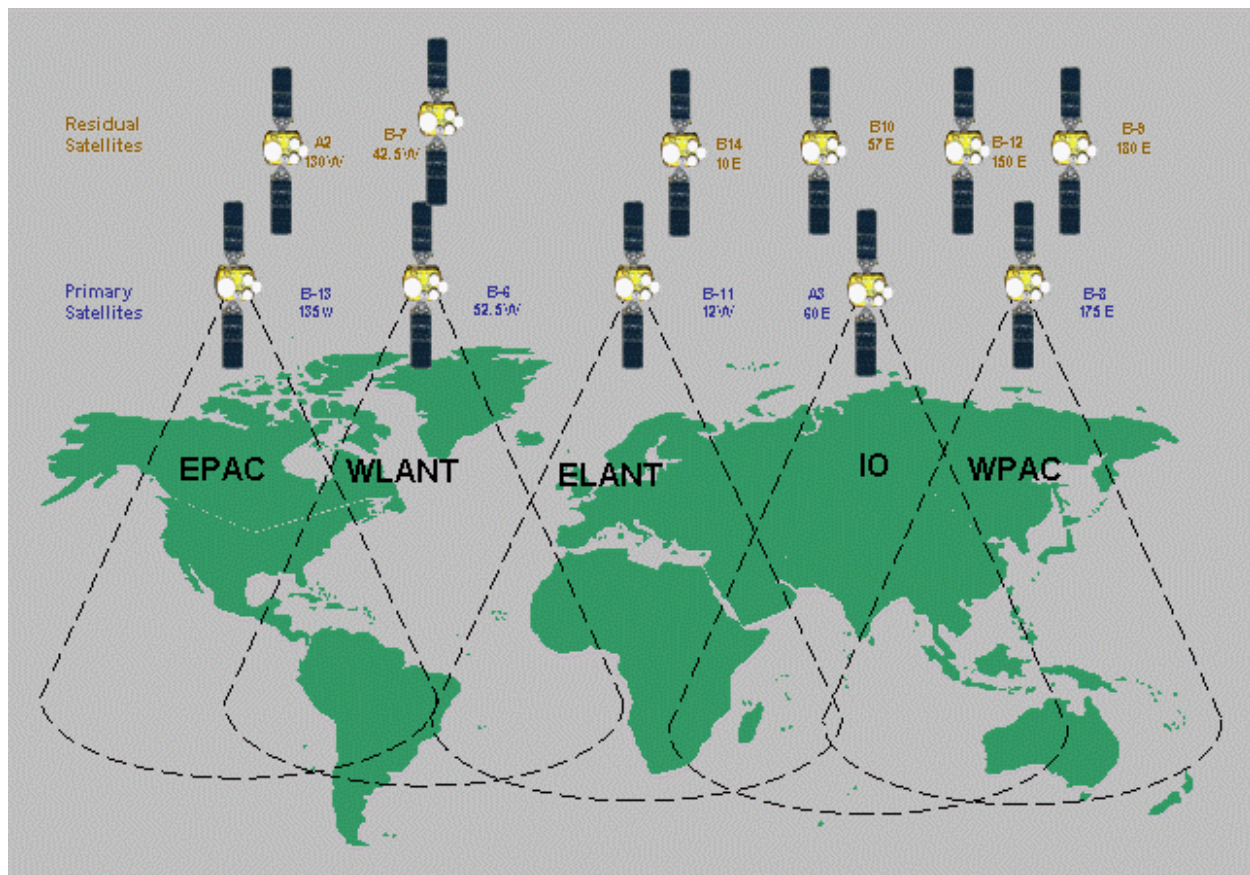 Residual
Satellites
A2
130 W
B-7
42.5 W
B14
10 E
B10
57 E
B-12
150 E
B-9
180 E
Primary
Satellites
B-13
135 W
B-6
52.5 W
B-11
12 W
A3
60 E
B-8
175 E
EPAC
WLANT
ELANT
IO
WPAC